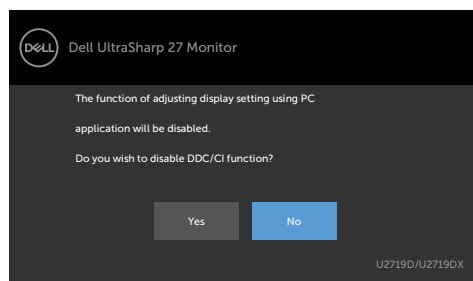 DELL
Dell UltraSharp 27 Monitor
The function of adjusting display setting using PC
application will be disabled.
Do you wish to disable DDC/CI function?
Yes
No
U2719D/U2719DX